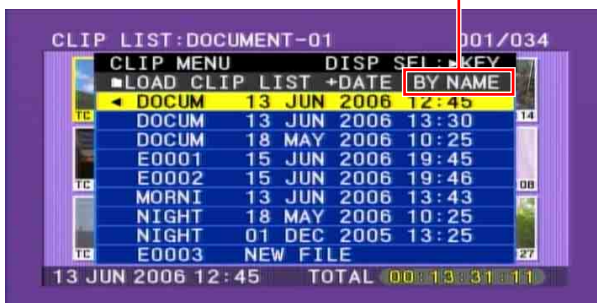 CLIP LIST:DOCUMENT-01 001/034
CLIP MENU DISP SEL:►KEY
LOAD CLIP LIST +DATE BY NAME
◄ DOCUM 13 JUN 2006 12:45
TC DOCUM 13 JUN 2006 13:30 14
DOCUM 18 MAY 2006 10:25
E0001 15 JUN 2006 19:45
TC E0002 15 JUN 2006 19:46 08
MORNI 13 JUN 2006 13:43
NIGHT 18 MAY 2006 10:25
NIGHT 01 DEC 2005 13:25
TC E0003 NEW FILE 27
13 JUN 2006 12:45 TOTAL 00:13:31:11